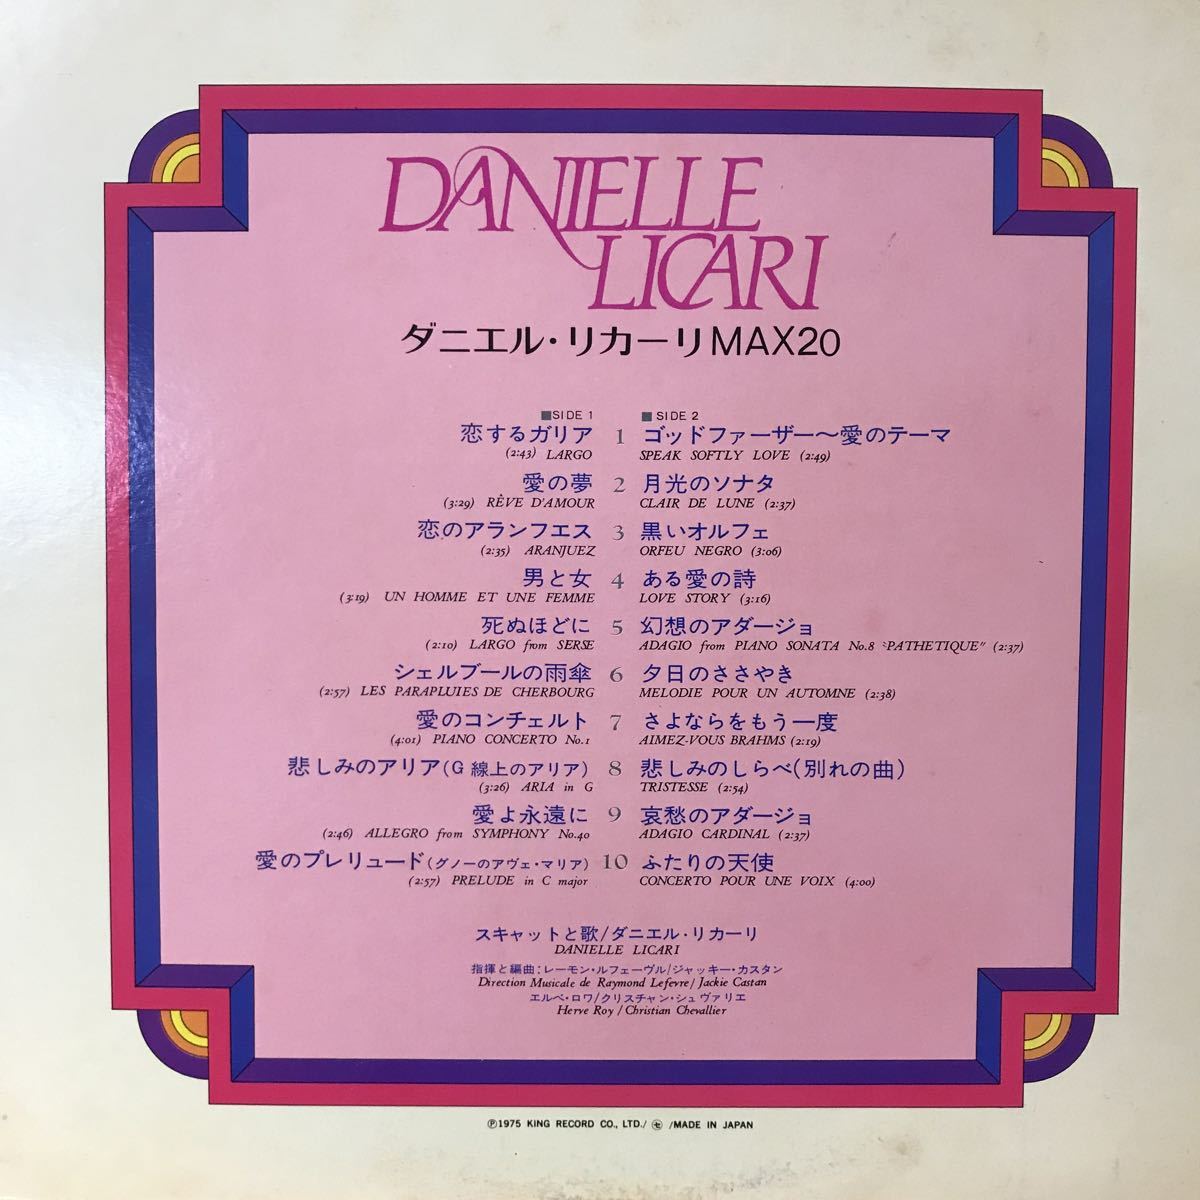 DANIELLE
LICARI
ダニエル・リカーリMAX20
■SIDE 1
恋するガリア 1
(2:43) LARGO
愛の夢 2
(3:29) RÊVE D'AMOUR
恋のアランフエス 3
(2:35) ARANJUEZ
男と女 4
(3:19) UN HOMME ET UNE FEMME
死ぬほどに 5
(2:10) LARGO from SERSE
シェルブールの雨傘 6
(2:57) LES PARAPLUIES DE CHERBOURG
愛のコンチェルト 7
(4:01) PIANO CONCERTO No.1
悲しみのアリア(G線上のアリア) 8
(3:26) ARIA in G
愛よ永遠に 9
(2:46) ALLEGRO from SYMPHONY No.40
愛のプレリュード(グノーのアヴェ・マリア) 10
(2:57) PRELUDE in C major
■ SIDE 2
ゴッドファーザー〜愛のテーマ
SPEAK SOFTLY LOVE (2:49)
月光のソナタ
CLAIR DE LUNE (2:37)
黒いオルフェ
ORFEU NEGRO (3:06)
ある愛の詩
LOVE STORY (3:16)
幻想のアダージョ
ADAGIO from PIANO SONATA No.8 〝PATHETIQUE" (2:37)
夕日のささやき
MELODIE POUR UN AUTOMNE (2:38)
さよならをもう一度
AIMEZ-VOUS BRAHMS (2:19)
悲しみのしらべ(別れの曲)
TRISTESSE (2:54)
哀愁のアダージョ
ADAGIO CARDINAL (2:37)
ふたりの天使
CONCERTO POUR UNE VOIX (4:00)
スキャットと歌/ダニエル・リカーリ
DANIELLE LICARI
指揮と編曲:レーモン・ルフェーヴル/ジャッキー・カスタン
Direction Musicale de Raymond Lefevre/Jackie Castan
エルベ・ロワ/クリスチャン・シュヴァリエ
Herve Roy/Christian Chevallier
Ⓟ1975 KING RECORD CO., LTD./ ㊆ /MADE IN JAPAN